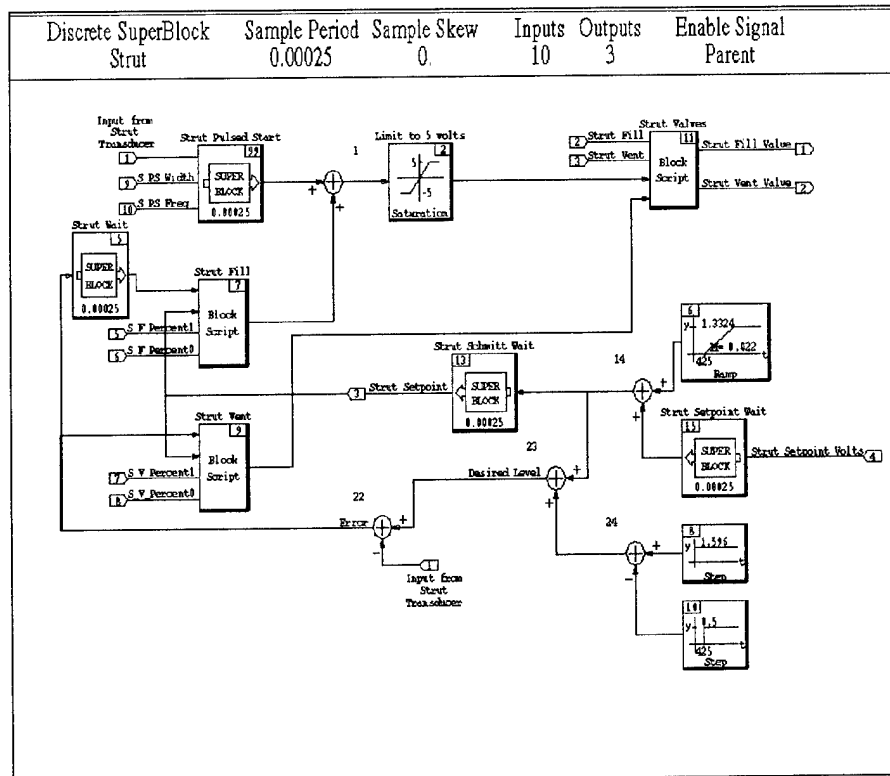 Discrete SuperBlock Sample Period Sample Skew Inputs Outputs Enable Signal
Strut 0.00025 0. 10 3 Parent
Input from
Strut
Transducer
Strut Pulsed Start
1
99
SUPER
BLOCK
0.00025
9 S PS Width
10 S PS Freq
1
Limit to 5 volts
2
5
-5
Saturation
Strut Valves
11
Block
Script
2 Strut Fill
3 Strut Vent
Strut Fill Value 1
Strut Vent Value 2
Strut Wait
5
SUPER
BLOCK
0.00025
Strut Fill
7
Block
Script
5 S F Percent1
6 S F Percent0
+
+
6
y
1.3324
M= 0.022
425
t
Ramp
Strut Schmitt Wait
13
SUPER
BLOCK
0.00025
14
+
+
3 Strut Setpoint
Strut Setpoint Wait
15
SUPER
BLOCK
0.00025
Strut Setpoint Volts 4
Strut Vent
9
Block
Script
7 S V Percent1
8 S V Percent0
23
Desired Level
+
+
22
Error
+
-
1
Input from
Strut
Transducer
24
+
-
8
y
1.596
t
Step
10
y
0.5
425
t
Step